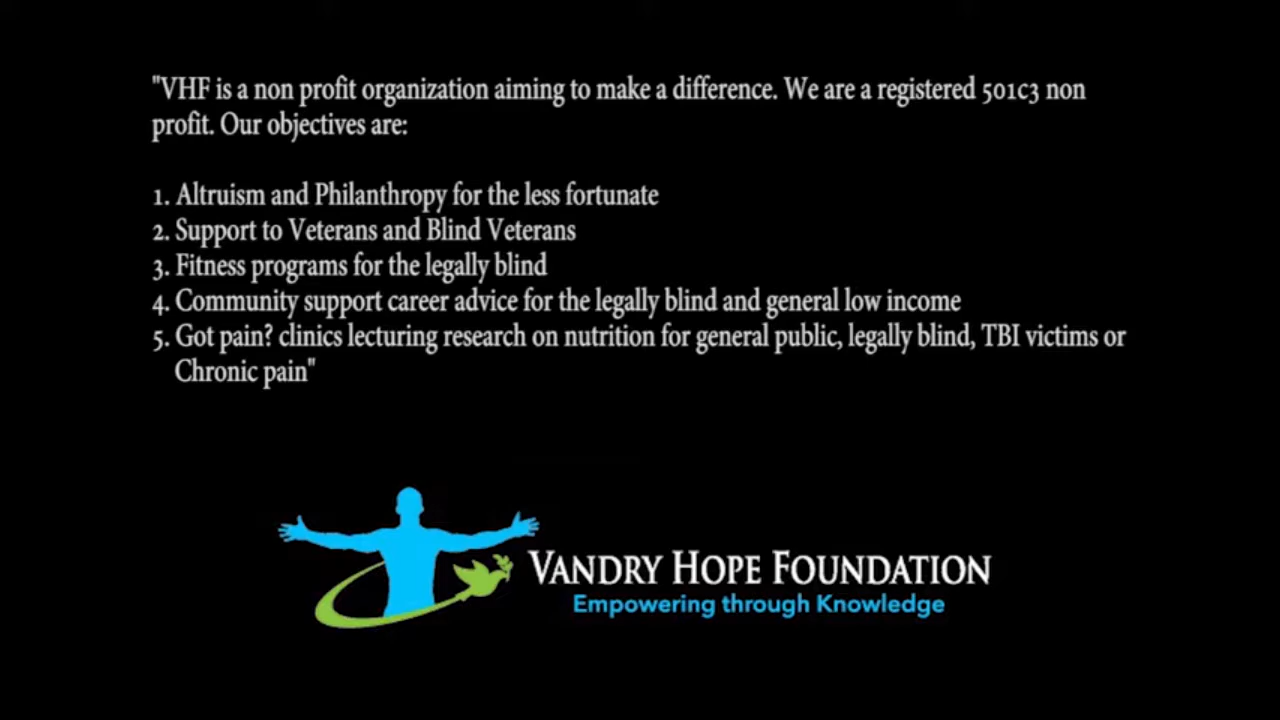 "VHF is a non profit organization aiming to make a difference. We are a registered 501c3 non
profit. Our objectives are:
1. Altruism and Philanthropy for the less fortunate
2. Support to Veterans and Blind Veterans
3. Fitness programs for the legally blind
4. Community support career advice for the legally blind and general low income
5. Got pain? clinics lecturing research on nutrition for general public, legally blind, TBI victims or
Chronic pain"
VANDRY HOPE FOUNDATION
Empowering through Knowledge